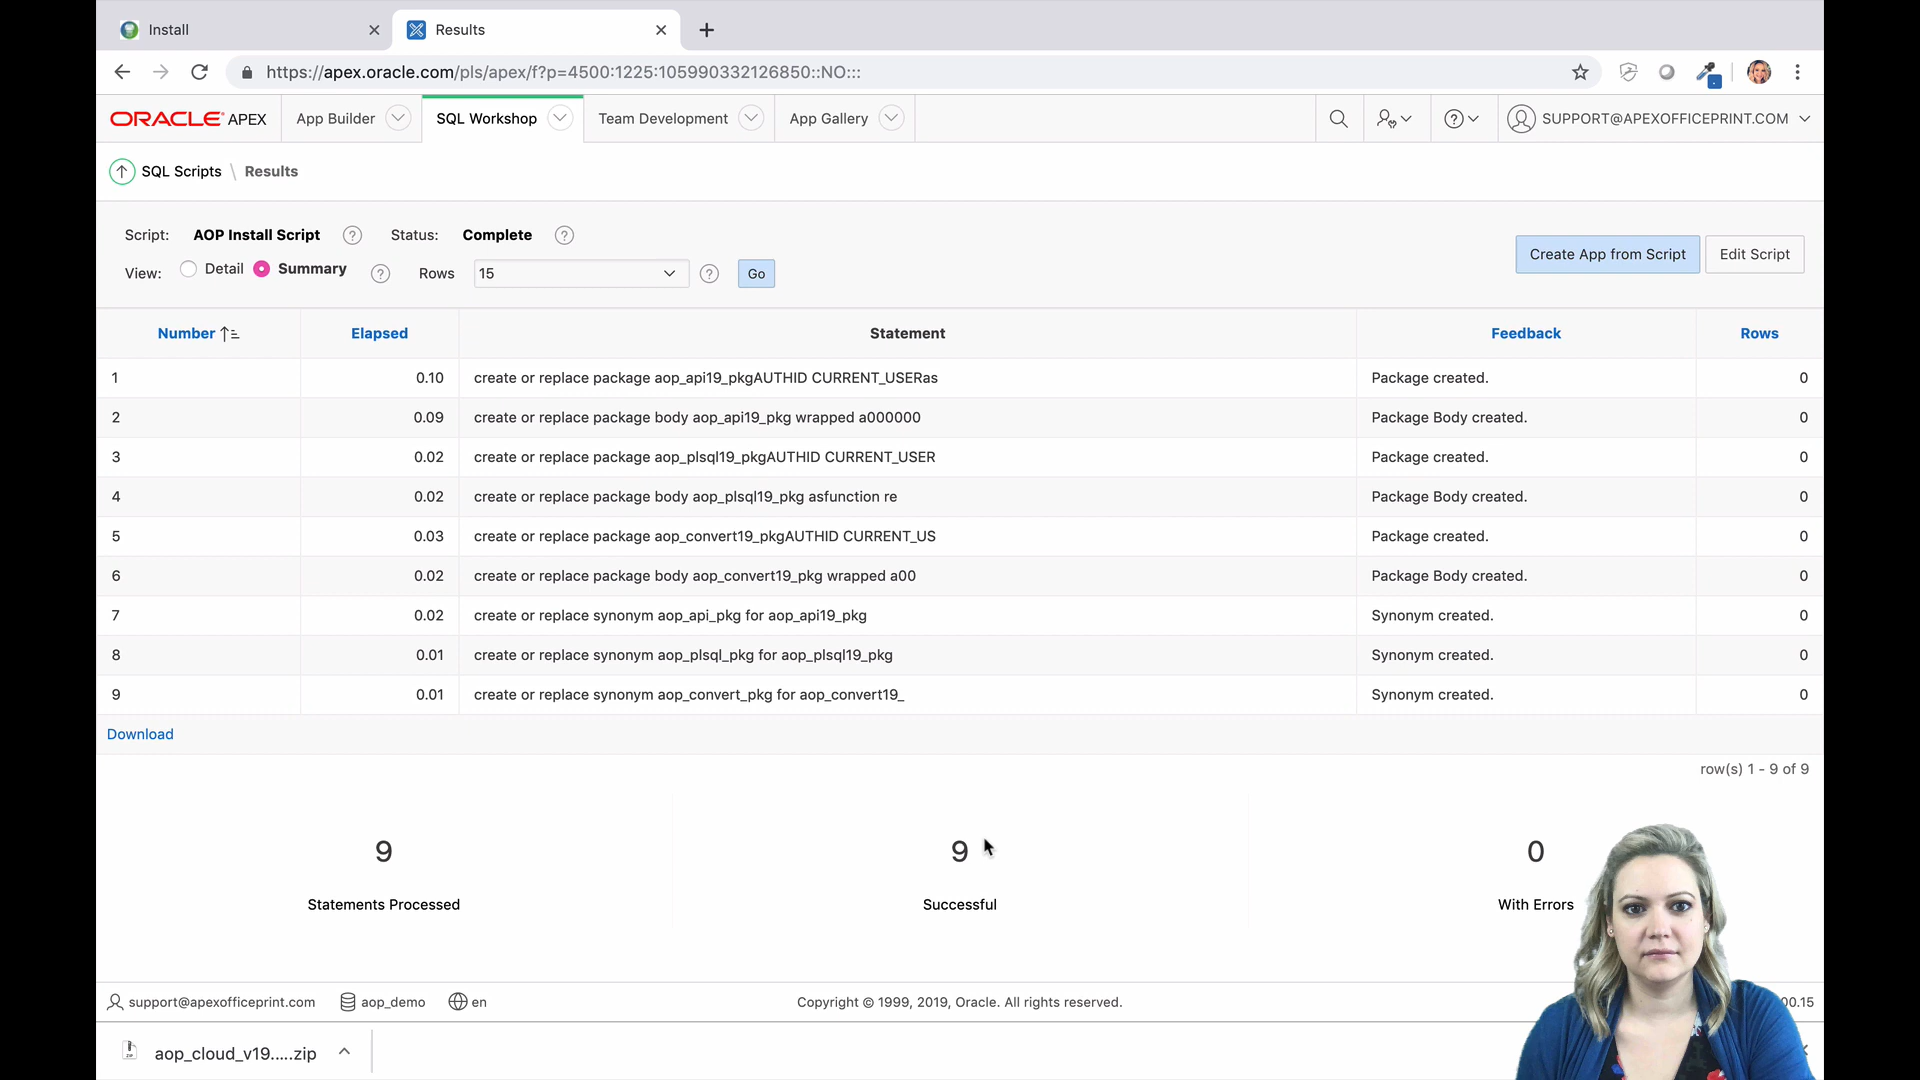 Install
Results
https://apex.oracle.com/pls/apex/f?p=4500:1225:105990332126850::NO:::
ORACLE APEX
App Builder
SQL Workshop
Team Development
App Gallery
SUPPORT@APEXOFFICEPRINT.COM
SQL Scripts \ Results
Script: AOP Install Script
Status: Complete
View: Detail Summary
Rows 15
Go
Create App from Script
Edit Script
Number Elapsed Statement Feedback Rows
1 0.10 create or replace package aop_api19_pkgAUTHID CURRENT_USERas Package created. 0
2 0.09 create or replace package body aop_api19_pkg wrapped a000000 Package Body created. 0
3 0.02 create or replace package aop_plsql19_pkgAUTHID CURRENT_USER Package created. 0
4 0.02 create or replace package body aop_plsql19_pkg asfunction re Package Body created. 0
5 0.03 create or replace package aop_convert19_pkgAUTHID CURRENT_US Package created. 0
6 0.02 create or replace package body aop_convert19_pkg wrapped a00 Package Body created. 0
7 0.02 create or replace synonym aop_api_pkg for aop_api19_pkg Synonym created. 0
8 0.01 create or replace synonym aop_plsql_pkg for aop_plsql19_pkg Synonym created. 0
9 0.01 create or replace synonym aop_convert_pkg for aop_convert19_ Synonym created. 0
Download
row(s) 1 - 9 of 9
9 9 0
Statements Processed Successful With Errors
support@apexofficeprint.com aop_demo en
Copyright © 1999, 2019, Oracle. All rights reserved.
00.15
aop_cloud_v19.....zip